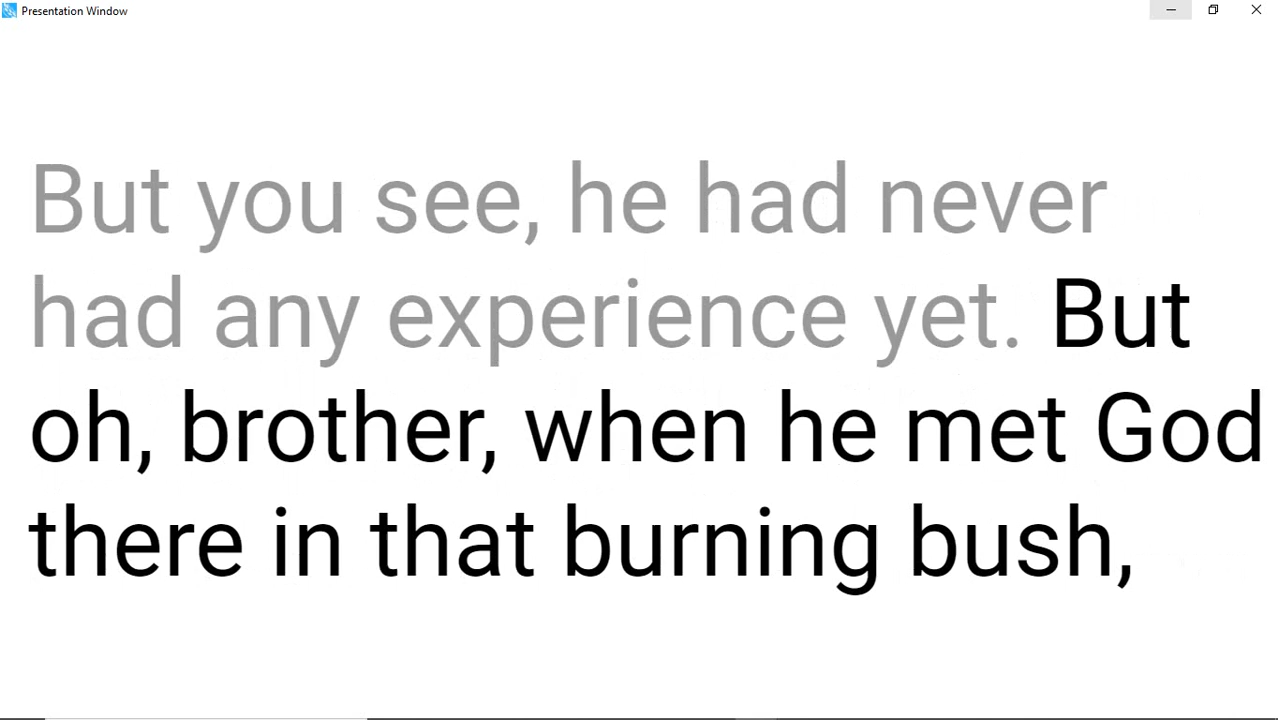 Presentation Window
But you see, he had never
had any experience yet. But
oh, brother, when he met God
there in that burning bush,